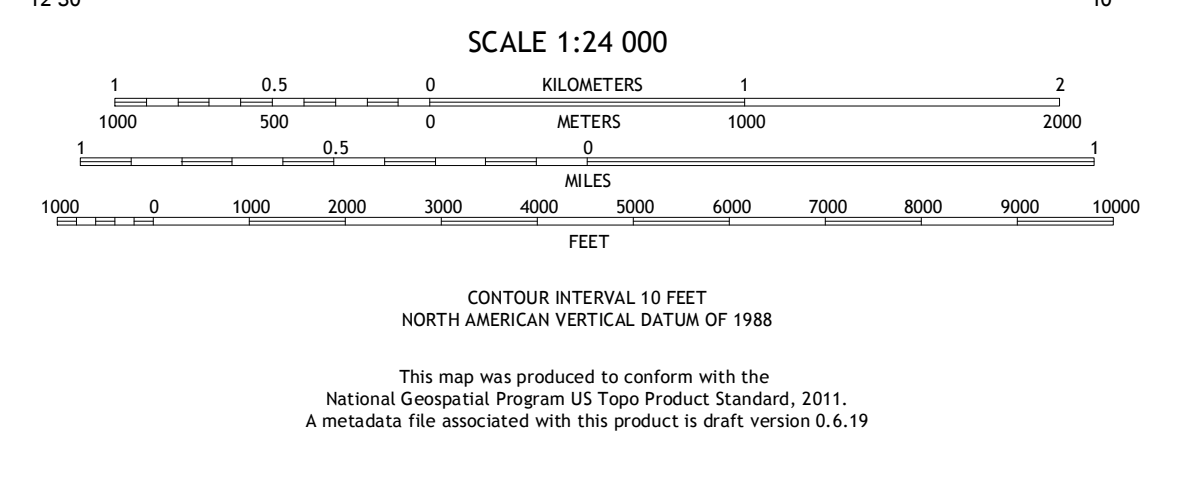 12'30"
10'
SCALE 1:24 000
1 0.5 0 KILOMETERS 1 2
1000 500 0 METERS 1000 2000
1 0.5 0 1
MILES
1000 0 1000 2000 3000 4000 5000 6000 7000 8000 9000 10000
FEET
CONTOUR INTERVAL 10 FEET
NORTH AMERICAN VERTICAL DATUM OF 1988
This map was produced to conform with the
National Geospatial Program US Topo Product Standard, 2011.
A metadata file associated with this product is draft version 0.6.19